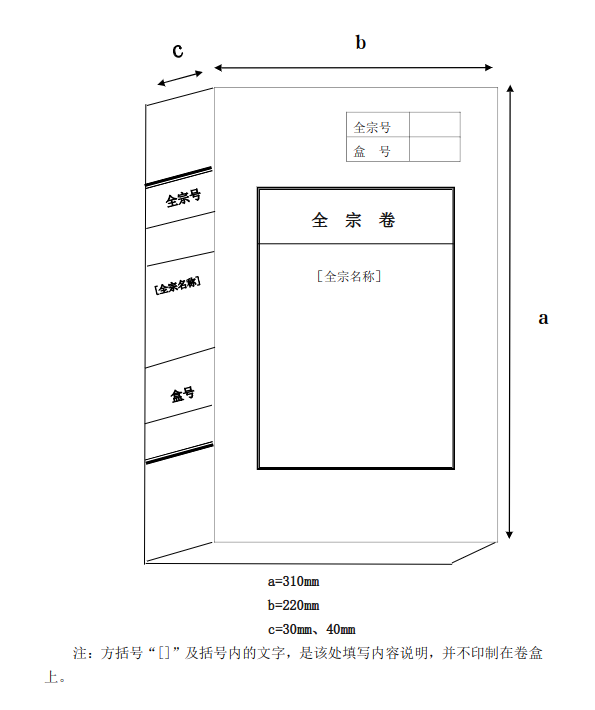 c
b
全宗号
盒 号
全宗号
全 宗 卷
[全宗名称]
[全宗名称]
a
盒号
a=310mm
b=220mm
c=30mm、40mm
注：方括号“[]”及括号内的文字，是该处填写内容说明，并不印制在卷盒
上。